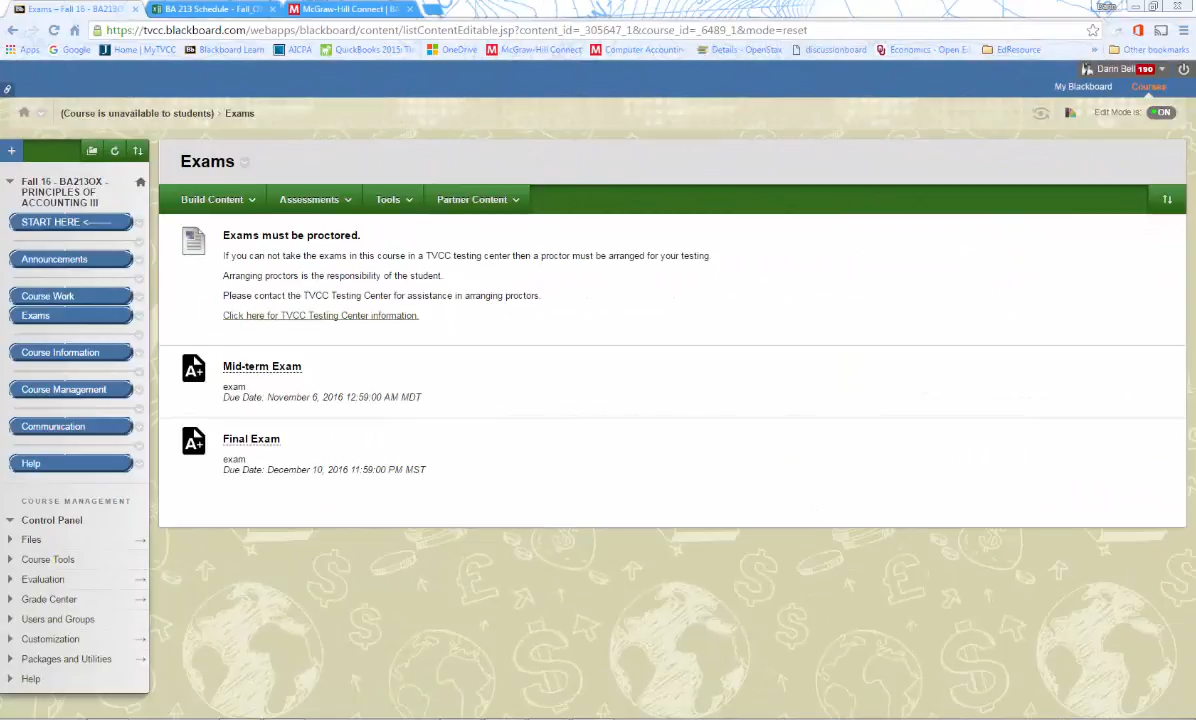 Exams – Fall 16 - BA213O
BA 213 Schedule - Fall_C
McGraw-Hill Connect | BA
https://tvcc.blackboard.com/webapps/blackboard/content/listContentEditable.jsp?content_id=_305647_1&course_id=_6489_1&mode=reset
Apps Google Home | MyTVCC Blackboard Learn AICPA QuickBooks 2015: Th OneDrive McGraw-Hill Connect Computer Accountin Details - OpenStax discussionboard Economics - Open Ed EdResource » Other bookmarks
Darin Bell 190
My Blackboard Courses
(Course is unavailable to students) > Exams
Edit Mode is: ON
Fall 16 - BA213OX -
PRINCIPLES OF
ACCOUNTING III
START HERE <-------
Announcements
Course Work
Exams
Course Information
Course Management
Communication
Help
COURSE MANAGEMENT
Control Panel
Files
Course Tools
Evaluation
Grade Center
Users and Groups
Customization
Packages and Utilities
Help
Exams
Build Content Assessments Tools Partner Content
Exams must be proctored.
If you can not take the exams in this course in a TVCC testing center then a proctor must be arranged for your testing.
Arranging proctors is the responsibility of the student.
Please contact the TVCC Testing Center for assistance in arranging proctors.
Click here for TVCC Testing Center information.
A+
Mid-term Exam
exam
Due Date: November 6, 2016 12:59:00 AM MDT
A+
Final Exam
exam
Due Date: December 10, 2016 11:59:00 PM MST